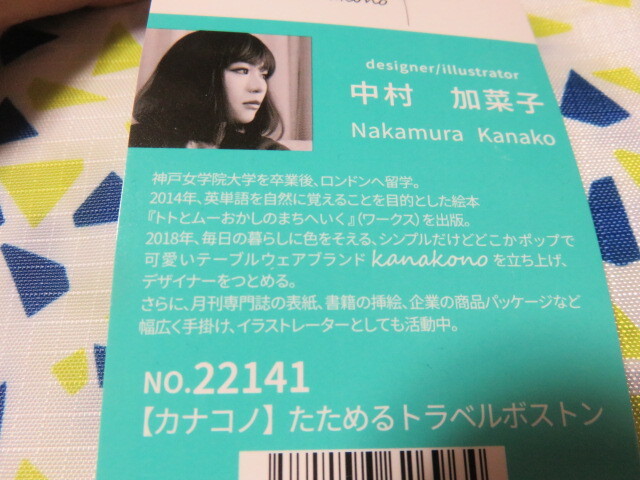 designer/illustrator
中村 加菜子
Nakamura Kanako
神戸女学院大学を卒業後、ロンドンへ留学。
2014年、英単語を自然に覚えることを目的とした絵本
『トトとムーおかしのまちへいく』(ワークス)を出版。
2018年、毎日の暮らしに色をそえる、シンプルだけどどこかポップで
可愛いテーブルウェアブランド kanakono を立ち上げ、
デザイナーをつとめる。
さらに、月刊専門誌の表紙、書籍の挿絵、企業の商品パッケージなど
幅広く手掛け、イラストレーターとしても活動中。
NO.22141
【カナコノ】たためるトラベルボストン